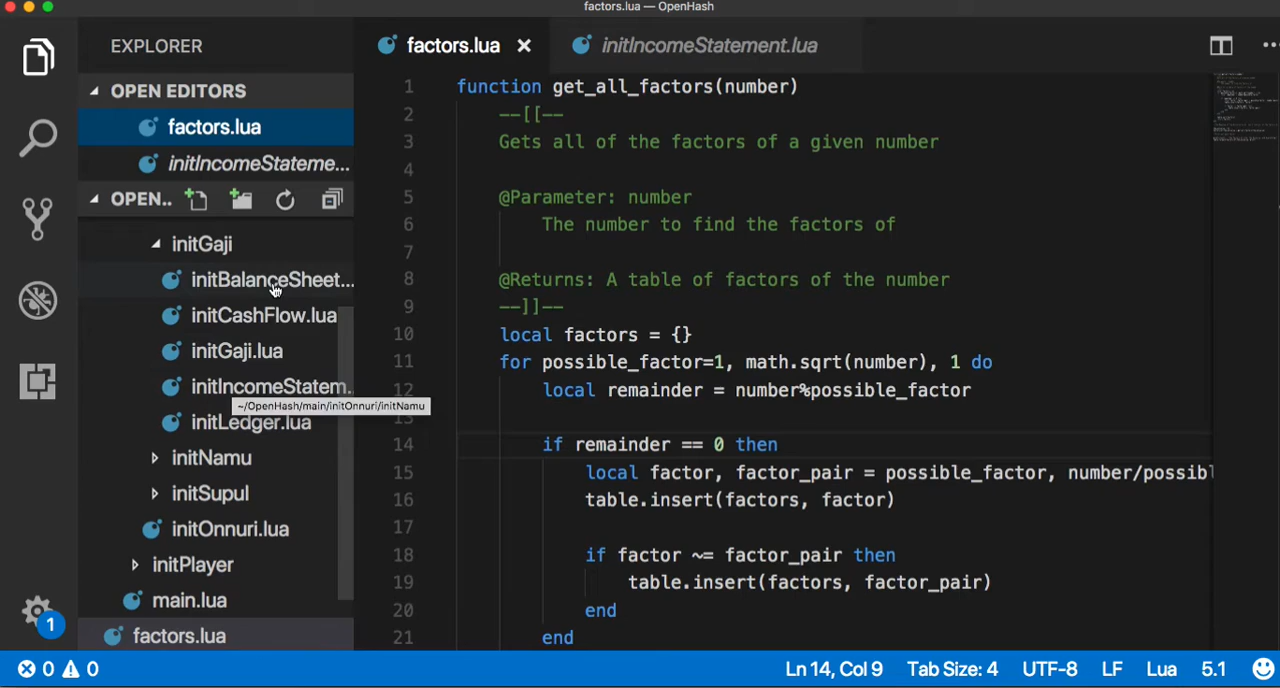 factors.lua — OpenHash
EXPLORER
OPEN EDITORS
factors.lua
initIncomeStateme...
OPEN..
initGaji
initBalanceSheet...
initCashFlow.lua
initGaji.lua
initIncomeStatem.
~/OpenHash/main/initOnnuri/initNamu
initLedger.lua
initNamu
initSupul
initOnnuri.lua
initPlayer
main.lua
factors.lua
factors.lua × initIncomeStatement.lua
1 function get_all_factors(number)
2 --[[--
3 Gets all of the factors of a given number
4
5 @Parameter: number
6 The number to find the factors of
7
8 @Returns: A table of factors of the number
9 --]]--
10 local factors = {}
11 for possible_factor=1, math.sqrt(number), 1 do
12 local remainder = number%possible_factor
13
14 if remainder == 0 then
15 local factor, factor_pair = possible_factor, number/possibl
16 table.insert(factors, factor)
17
18 if factor ~= factor_pair then
19 table.insert(factors, factor_pair)
20 end
21 end
1
0 0 Ln 14, Col 9 Tab Size: 4 UTF-8 LF Lua 5.1